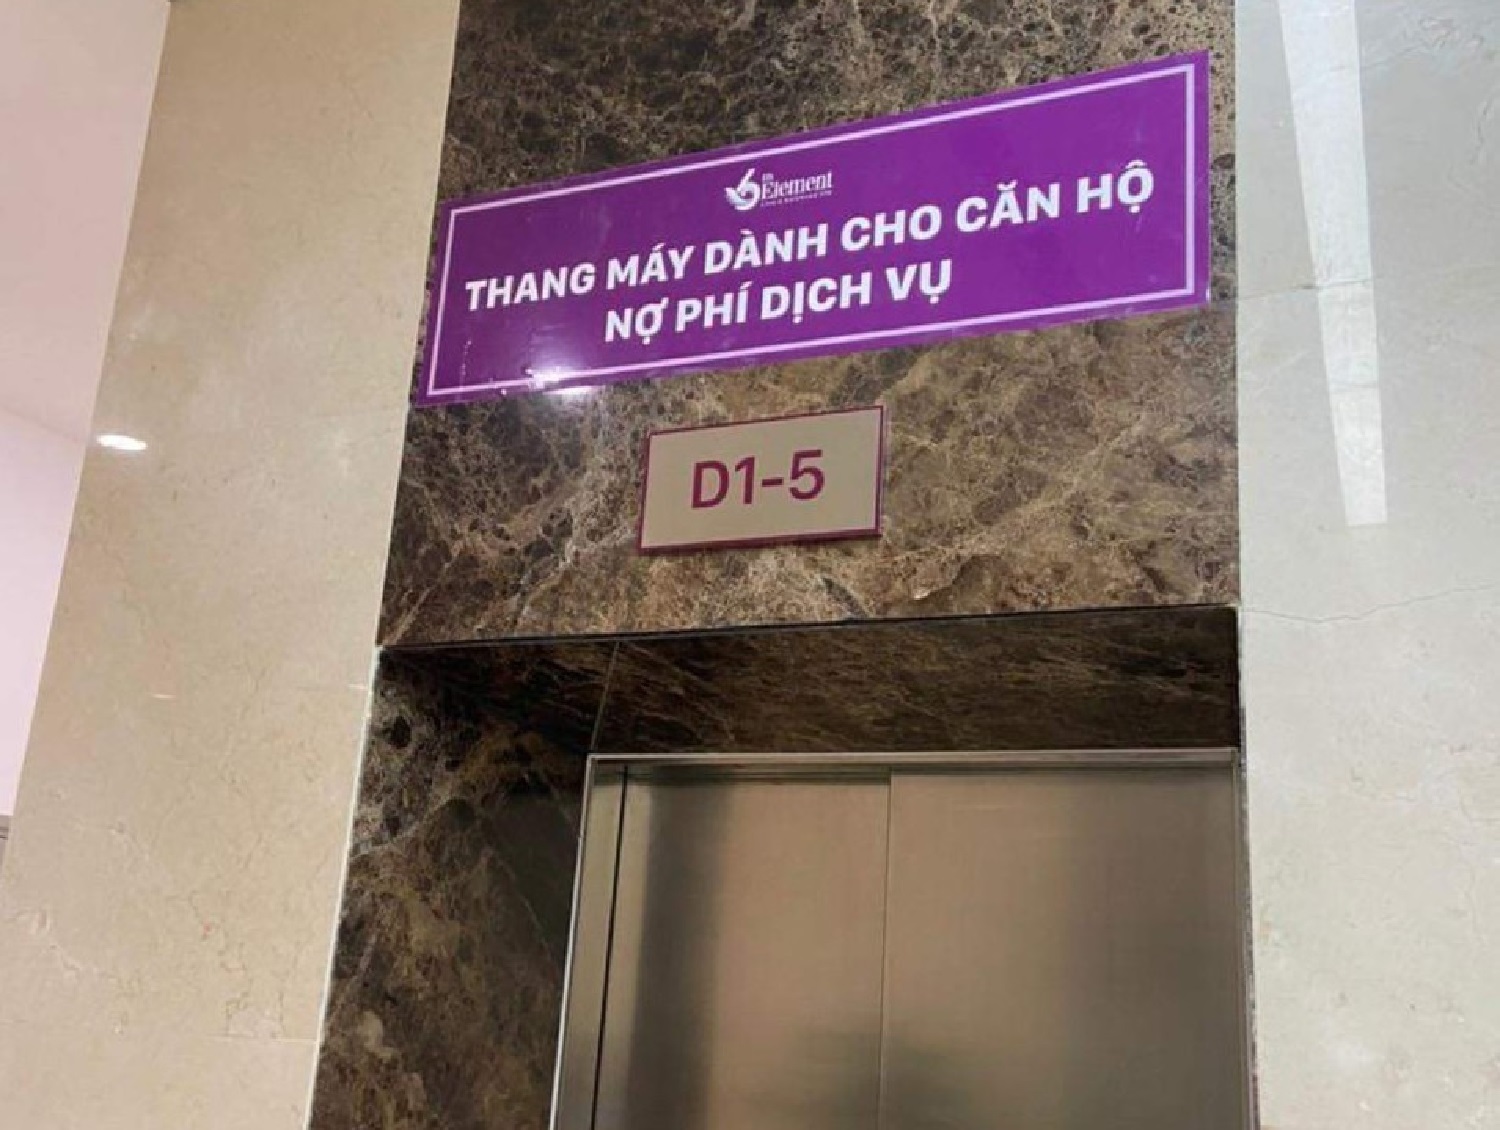 6th Element
THANG MÁY DÀNH CHO CĂN HỘ
NỢ PHÍ DỊCH VỤ
D1-5